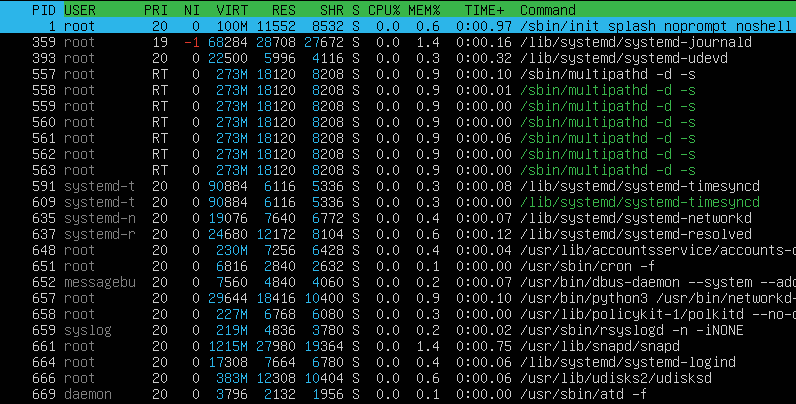 PID USER PRI NI VIRT RES SHR S CPU% MEM% TIME+ Command
1 root 20 0 100M 11552 8532 S 0.0 0.6 0:00.97 /sbin/init splash noprompt noshell
359 root 19 -1 68284 28708 27672 S 0.0 1.4 0:00.16 /lib/systemd/systemd-journald
393 root 20 0 22500 5996 4116 S 0.0 0.3 0:00.32 /lib/systemd/systemd-udevd
557 root RT 0 273M 18120 8208 S 0.0 0.9 0:00.10 /sbin/multipathd -d -s
558 root RT 0 273M 18120 8208 S 0.0 0.9 0:00.01 /sbin/multipathd -d -s
559 root RT 0 273M 18120 8208 S 0.0 0.9 0:00.00 /sbin/multipathd -d -s
560 root RT 0 273M 18120 8208 S 0.0 0.9 0:00.00 /sbin/multipathd -d -s
561 root RT 0 273M 18120 8208 S 0.0 0.9 0:00.06 /sbin/multipathd -d -s
562 root RT 0 273M 18120 8208 S 0.0 0.9 0:00.00 /sbin/multipathd -d -s
563 root RT 0 273M 18120 8208 S 0.0 0.9 0:00.00 /sbin/multipathd -d -s
591 systemd-t 20 0 90884 6116 5336 S 0.0 0.3 0:00.08 /lib/systemd/systemd-timesyncd
609 systemd-t 20 0 90884 6116 5336 S 0.0 0.3 0:00.00 /lib/systemd/systemd-timesyncd
635 systemd-n 20 0 19076 7640 6772 S 0.0 0.4 0:00.07 /lib/systemd/systemd-networkd
637 systemd-r 20 0 24680 12172 8104 S 0.0 0.6 0:00.12 /lib/systemd/systemd-resolved
648 root 20 0 230M 7256 6428 S 0.0 0.4 0:00.04 /usr/lib/accountsservice/accounts-d
651 root 20 0 6816 2840 2632 S 0.0 0.1 0:00.00 /usr/sbin/cron -f
652 messagebu 20 0 7560 4840 4060 S 0.0 0.2 0:00.07 /usr/bin/dbus-daemon --system --add
657 root 20 0 29644 18416 10400 S 0.0 0.9 0:00.10 /usr/bin/python3 /usr/bin/networkd-
658 root 20 0 227M 6768 6080 S 0.0 0.3 0:00.00 /usr/lib/policykit-1/polkitd --no-d
659 syslog 20 0 219M 4836 3780 S 0.0 0.2 0:00.02 /usr/sbin/rsyslogd -n -iNONE
661 root 20 0 1215M 27980 19364 S 0.0 1.4 0:00.75 /usr/lib/snapd/snapd
664 root 20 0 17308 7664 6780 S 0.0 0.4 0:00.06 /lib/systemd/systemd-logind
666 root 20 0 383M 12308 10404 S 0.0 0.6 0:00.06 /usr/lib/udisks2/udisksd
669 daemon 20 0 3796 2132 1956 S 0.0 0.1 0:00.00 /usr/sbin/atd -f